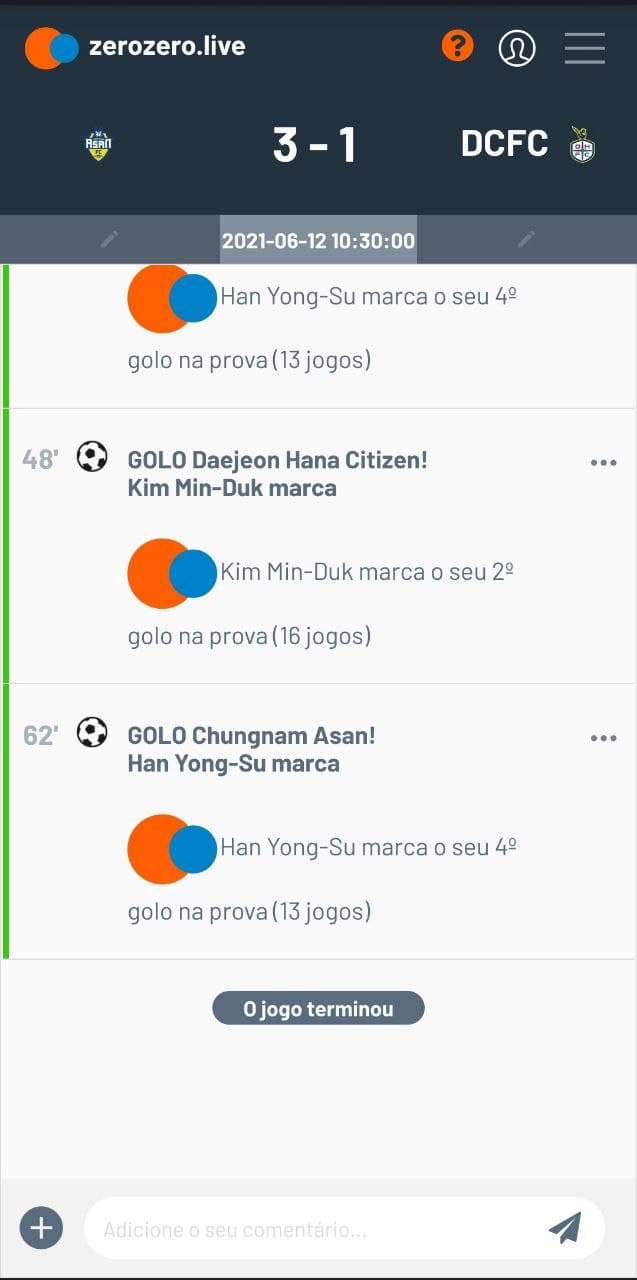 zerozero.live
?
ASAN
FC
3 - 1
DCFC
2021-06-12 10:30:00
Han Yong-Su marca o seu 4º
golo na prova (13 jogos)
48'
GOLO Daejeon Hana Citizen!
Kim Min-Duk marca
Kim Min-Duk marca o seu 2º
golo na prova (16 jogos)
62'
GOLO Chungnam Asan!
Han Yong-Su marca
Han Yong-Su marca o seu 4º
golo na prova (13 jogos)
O jogo terminou
Adicione o seu comentário...